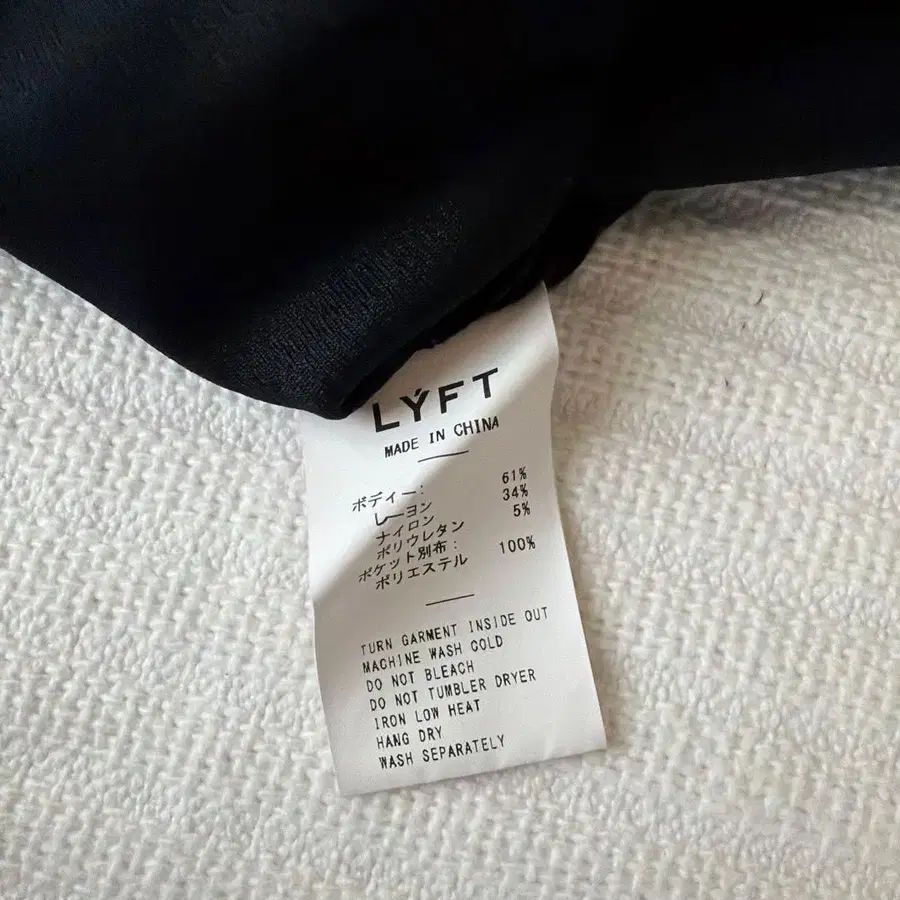 LÝFT
MADE IN CHINA
ボディー:
レーヨン 61%
ナイロン 34%
ポリウレタン 5%
ポケット別布:
ポリエステル 100%
TURN GARMENT INSIDE OUT
MACHINE WASH COLD
DO NOT BLEACH
DO NOT TUMBLER DRYER
IRON LOW HEAT
HANG DRY
WASH SEPARATELY